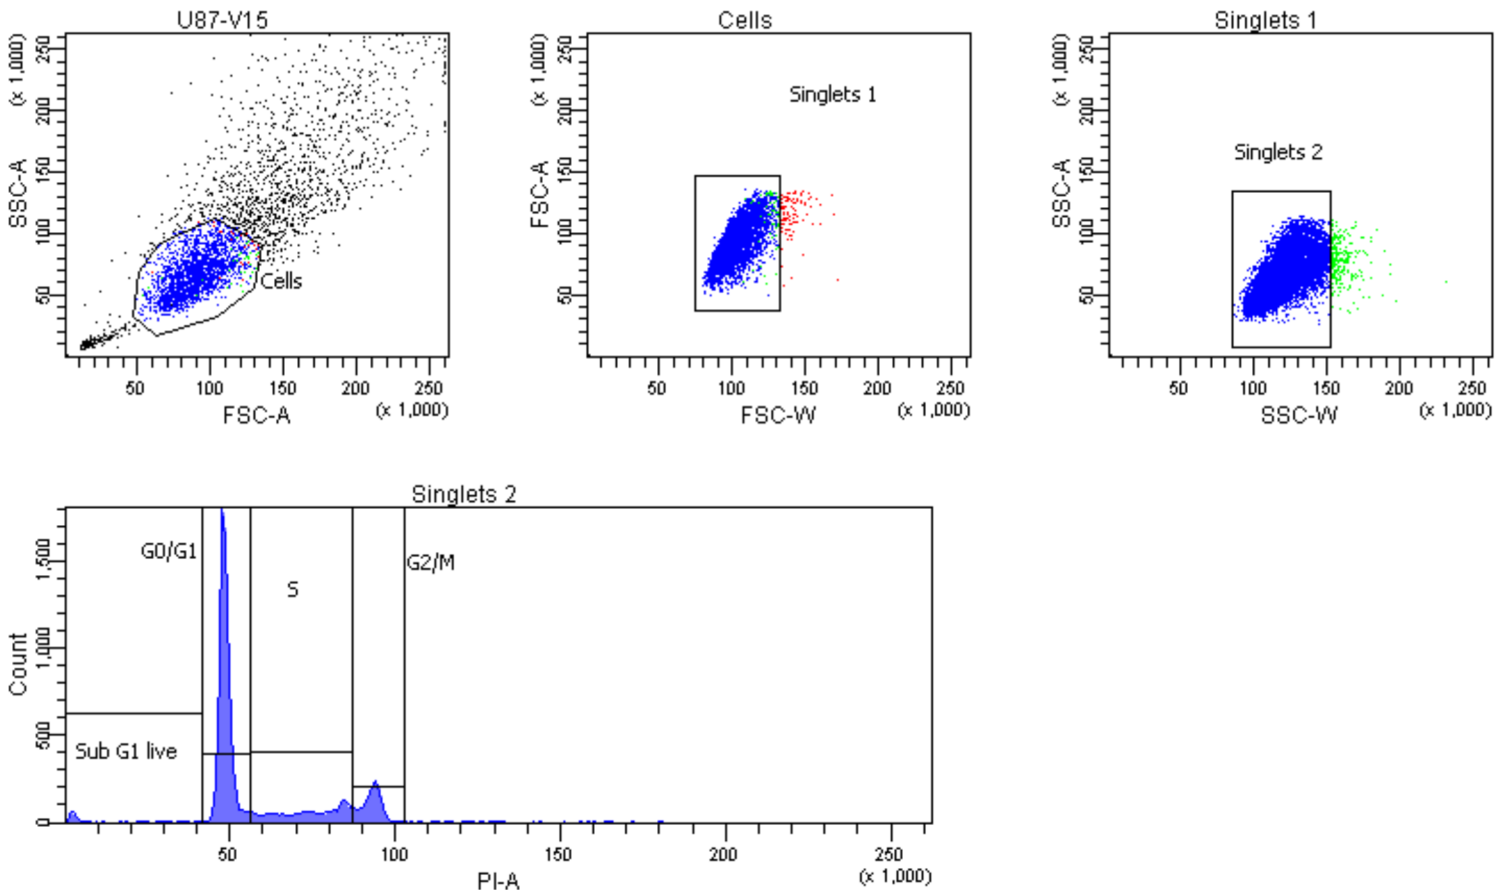 U87-V15
(x 1,000)
250
200
150
100
50
SSC-A
Cells
50
100
150
200
250
FSC-A
(x 1,000)
Cells
(x 1,000)
250
200
150
100
50
FSC-A
Singlets 1
50
100
150
200
250
FSC-W
(x 1,000)
Singlets 1
(x 1,000)
250
200
150
100
50
SSC-A
Singlets 2
50
100
150
200
250
SSC-W
(x 1,000)
Singlets 2
Count
1,500
1,000
500
0
G0/G1
S
G2/M
Sub G1 live
50
100
150
200
250
PI-A
(x 1,000)